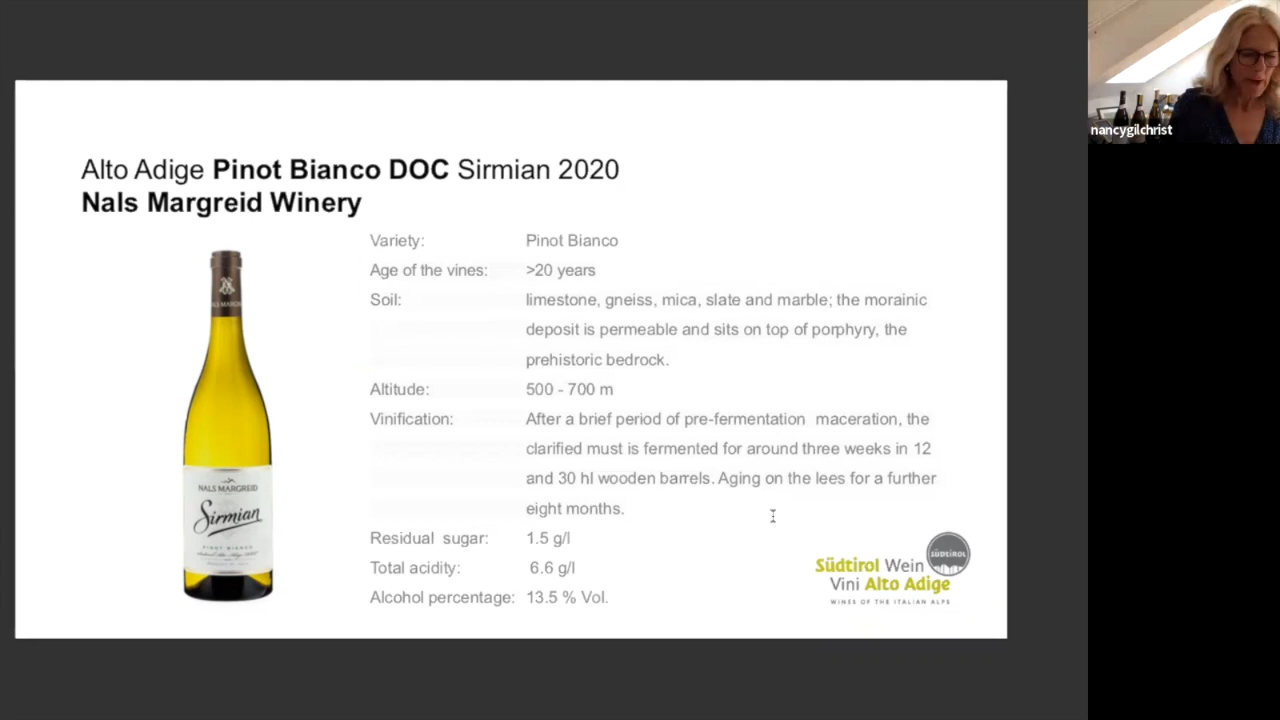 Alto Adige Pinot Bianco DOC Sirmian 2020
Nals Margreid Winery
Variety: Pinot Bianco
Age of the vines: >20 years
Soil: limestone, gneiss, mica, slate and marble; the morainic
deposit is permeable and sits on top of porphyry, the
prehistoric bedrock.
Altitude: 500 - 700 m
Vinification: After a brief period of pre-fermentation maceration, the
clarified must is fermented for around three weeks in 12
and 30 hl wooden barrels. Aging on the lees for a further
eight months.
Residual sugar: 1.5 g/l
Total acidity: 6.6 g/l
Alcohol percentage: 13.5 % Vol.
NALS MARGREID
Sirmian
PINOT BIANCO
SÜDTIROL
Südtirol Wein
Vini Alto Adige
WINES OF THE ITALIAN ALPS
nancygilchrist